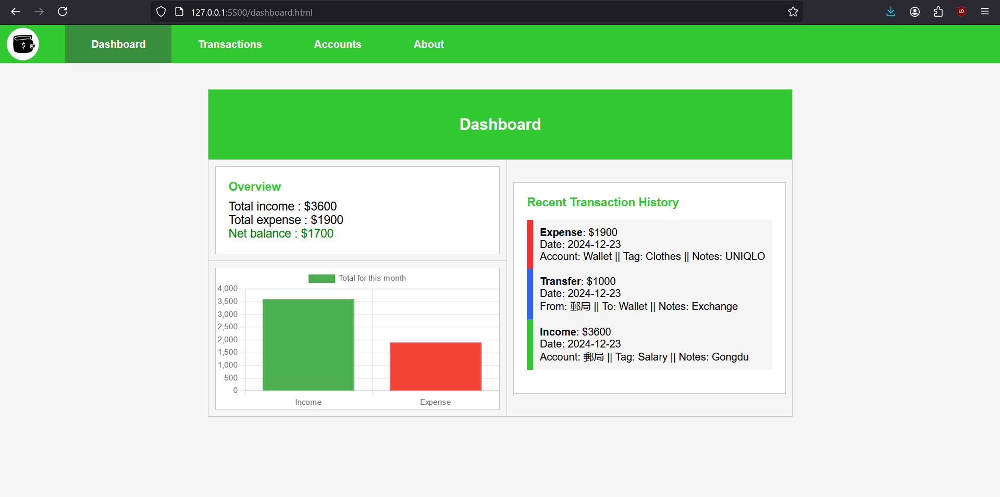 127.0.0.1:5500/dashboard.html
$
Dashboard
Transactions
Accounts
About
Dashboard
Overview
Total income : $3600
Total expense : $1900
Net balance : $1700
Total for this month
4,000
3,500
3,000
2,500
2,000
1,500
1,000
500
0
Income
Expense
Recent Transaction History
Expense: $1900
Date: 2024-12-23
Account: Wallet || Tag: Clothes || Notes: UNIQLO
Transfer: $1000
Date: 2024-12-23
From: 郵局 || To: Wallet || Notes: Exchange
Income: $3600
Date: 2024-12-23
Account: 郵局 || Tag: Salary || Notes: Gongdu